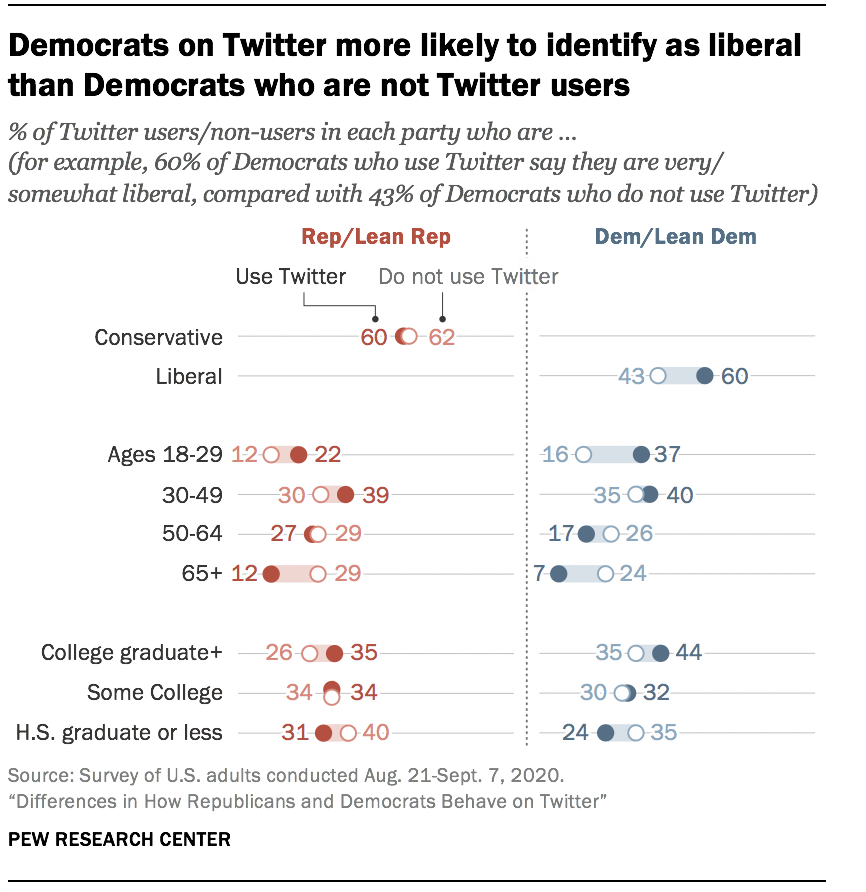 Democrats on Twitter more likely to identify as liberal
than Democrats who are not Twitter users
% of Twitter users/non-users in each party who are ...
(for example, 60% of Democrats who use Twitter say they are very/
somewhat liberal, compared with 43% of Democrats who do not use Twitter)
Rep/Lean Rep Dem/Lean Dem
Use Twitter Do not use Twitter
Conservative 60 62
Liberal 43 60
Ages 18-29 12 22 16 37
30-49 30 39 35 40
50-64 27 29 17 26
65+ 12 29 7 24
College graduate+ 26 35 35 44
Some College 34 34 30 32
H.S. graduate or less 31 40 24 35
Source: Survey of U.S. adults conducted Aug. 21-Sept. 7, 2020.
“Differences in How Republicans and Democrats Behave on Twitter”
PEW RESEARCH CENTER